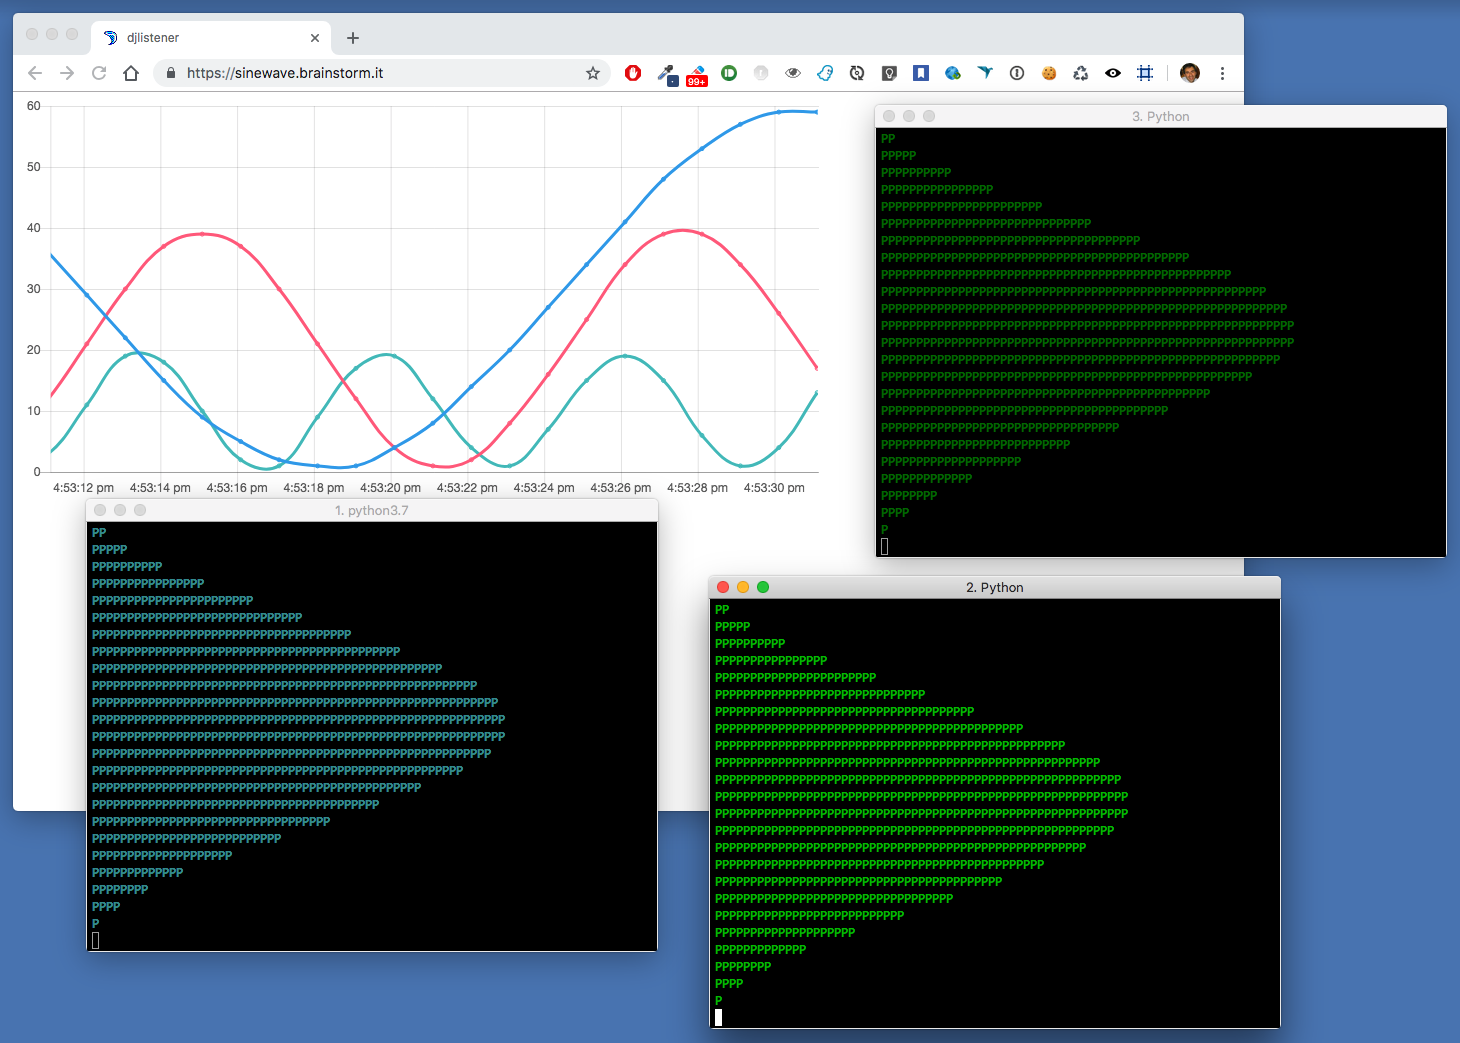 djlistener
https://sinewave.brainstorm.it
99+
60
50
40
30
20
10
0
4:53:12 pm 4:53:14 pm 4:53:16 pm 4:53:18 pm 4:53:20 pm 4:53:22 pm 4:53:24 pm 4:53:26 pm 4:53:28 pm 4:53:30 pm
3. Python
PP
PPPPP
PPPPPPPPPP
PPPPPPPPPPPPPPPP
PPPPPPPPPPPPPPPPPPPPPPP
PPPPPPPPPPPPPPPPPPPPPPPPPPPPPP
PPPPPPPPPPPPPPPPPPPPPPPPPPPPPPPPPPPPP
PPPPPPPPPPPPPPPPPPPPPPPPPPPPPPPPPPPPPPPPPPPP
PPPPPPPPPPPPPPPPPPPPPPPPPPPPPPPPPPPPPPPPPPPPPPPPPP
PPPPPPPPPPPPPPPPPPPPPPPPPPPPPPPPPPPPPPPPPPPPPPPPPPPPPPP
PPPPPPPPPPPPPPPPPPPPPPPPPPPPPPPPPPPPPPPPPPPPPPPPPPPPPPPPPP
PPPPPPPPPPPPPPPPPPPPPPPPPPPPPPPPPPPPPPPPPPPPPPPPPPPPPPPPPPP
PPPPPPPPPPPPPPPPPPPPPPPPPPPPPPPPPPPPPPPPPPPPPPPPPPPPPPPPPPP
PPPPPPPPPPPPPPPPPPPPPPPPPPPPPPPPPPPPPPPPPPPPPPPPPPPPPPPPP
PPPPPPPPPPPPPPPPPPPPPPPPPPPPPPPPPPPPPPPPPPPPPPPPPPPPP
PPPPPPPPPPPPPPPPPPPPPPPPPPPPPPPPPPPPPPPPPPPPPPP
PPPPPPPPPPPPPPPPPPPPPPPPPPPPPPPPPPPPPPPPP
PPPPPPPPPPPPPPPPPPPPPPPPPPPPPPPPPP
PPPPPPPPPPPPPPPPPPPPPPPPPPP
PPPPPPPPPPPPPPPPPPPP
PPPPPPPPPPPPP
PPPPPPPP
PPPP
P
1. python3.7
PP
PPPPP
PPPPPPPPPP
PPPPPPPPPPPPPPPP
PPPPPPPPPPPPPPPPPPPPPPP
PPPPPPPPPPPPPPPPPPPPPPPPPPPPPP
PPPPPPPPPPPPPPPPPPPPPPPPPPPPPPPPPPPPP
PPPPPPPPPPPPPPPPPPPPPPPPPPPPPPPPPPPPPPPPPPPP
PPPPPPPPPPPPPPPPPPPPPPPPPPPPPPPPPPPPPPPPPPPPPPPPPP
PPPPPPPPPPPPPPPPPPPPPPPPPPPPPPPPPPPPPPPPPPPPPPPPPPPPPPP
PPPPPPPPPPPPPPPPPPPPPPPPPPPPPPPPPPPPPPPPPPPPPPPPPPPPPPPPPP
PPPPPPPPPPPPPPPPPPPPPPPPPPPPPPPPPPPPPPPPPPPPPPPPPPPPPPPPPPP
PPPPPPPPPPPPPPPPPPPPPPPPPPPPPPPPPPPPPPPPPPPPPPPPPPPPPPPPPPP
PPPPPPPPPPPPPPPPPPPPPPPPPPPPPPPPPPPPPPPPPPPPPPPPPPPPPPPPP
PPPPPPPPPPPPPPPPPPPPPPPPPPPPPPPPPPPPPPPPPPPPPPPPPPPPP
PPPPPPPPPPPPPPPPPPPPPPPPPPPPPPPPPPPPPPPPPPPPPPP
PPPPPPPPPPPPPPPPPPPPPPPPPPPPPPPPPPPPPPPPP
PPPPPPPPPPPPPPPPPPPPPPPPPPPPPPPPPP
PPPPPPPPPPPPPPPPPPPPPPPPPPP
PPPPPPPPPPPPPPPPPPPP
PPPPPPPPPPPPP
PPPPPPPP
PPPP
P
2. Python
PP
PPPPP
PPPPPPPPPP
PPPPPPPPPPPPPPPP
PPPPPPPPPPPPPPPPPPPPPPP
PPPPPPPPPPPPPPPPPPPPPPPPPPPPPP
PPPPPPPPPPPPPPPPPPPPPPPPPPPPPPPPPPPPP
PPPPPPPPPPPPPPPPPPPPPPPPPPPPPPPPPPPPPPPPPPPP
PPPPPPPPPPPPPPPPPPPPPPPPPPPPPPPPPPPPPPPPPPPPPPPPPP
PPPPPPPPPPPPPPPPPPPPPPPPPPPPPPPPPPPPPPPPPPPPPPPPPPPPPPP
PPPPPPPPPPPPPPPPPPPPPPPPPPPPPPPPPPPPPPPPPPPPPPPPPPPPPPPPPP
PPPPPPPPPPPPPPPPPPPPPPPPPPPPPPPPPPPPPPPPPPPPPPPPPPPPPPPPPPP
PPPPPPPPPPPPPPPPPPPPPPPPPPPPPPPPPPPPPPPPPPPPPPPPPPPPPPPPPPP
PPPPPPPPPPPPPPPPPPPPPPPPPPPPPPPPPPPPPPPPPPPPPPPPPPPPPPPPP
PPPPPPPPPPPPPPPPPPPPPPPPPPPPPPPPPPPPPPPPPPPPPPPPPPPPP
PPPPPPPPPPPPPPPPPPPPPPPPPPPPPPPPPPPPPPPPPPPPPPP
PPPPPPPPPPPPPPPPPPPPPPPPPPPPPPPPPPPPPPPPP
PPPPPPPPPPPPPPPPPPPPPPPPPPPPPPPPPP
PPPPPPPPPPPPPPPPPPPPPPPPPPP
PPPPPPPPPPPPPPPPPPPP
PPPPPPPPPPPPP
PPPPPPPP
PPPP
P